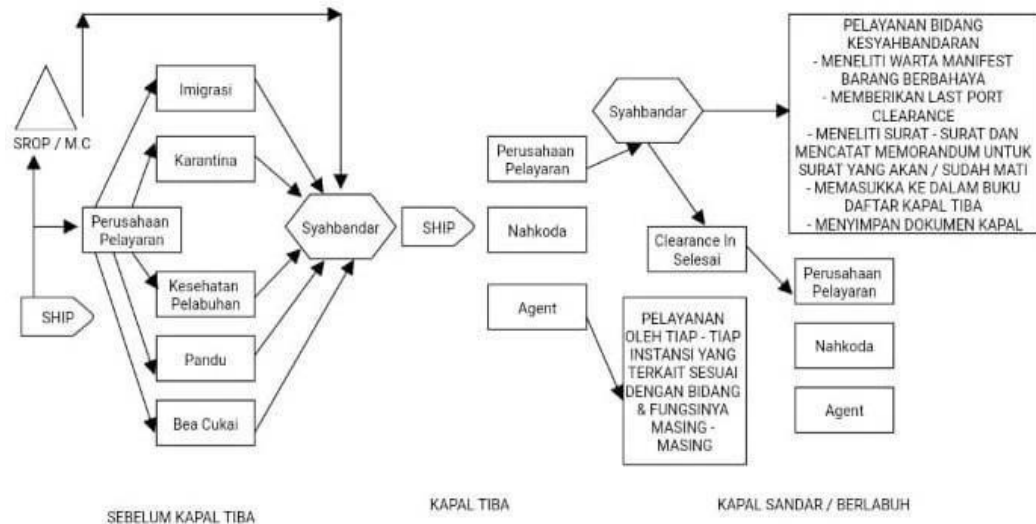 SROP / M.C
SHIP
Perusahaan
Pelayaran
Imigrasi
Karantina
Kesehatan
Pelabuhan
Pandu
Bea Cukai
Syahbandar
SEBELUM KAPAL TIBA
SHIP
Perusahaan
Pelayaran
Nahkoda
Agent
KAPAL TIBA
Syahbandar
PELAYANAN BIDANG
KESYAHBANDARAN
- MENELITI WARTA MANIFEST
BARANG BERBAHAYA
- MEMBERIKAN LAST PORT
CLEARANCE
- MENELITI SURAT - SURAT DAN
MENCATAT MEMORANDUM UNTUK
SURAT YANG AKAN / SUDAH MATI
- MEMASUKKA KE DALAM BUKU
DAFTAR KAPAL TIBA
- MENYIMPAN DOKUMEN KAPAL
Clearance In
Selesai
PELAYANAN
OLEH TIAP - TIAP
INSTANSI YANG
TERKAIT SESUAI
DENGAN BIDANG
& FUNGSINYA
MASING -
MASING
Perusahaan
Pelayaran
Nahkoda
Agent
KAPAL SANDAR / BERLABUH